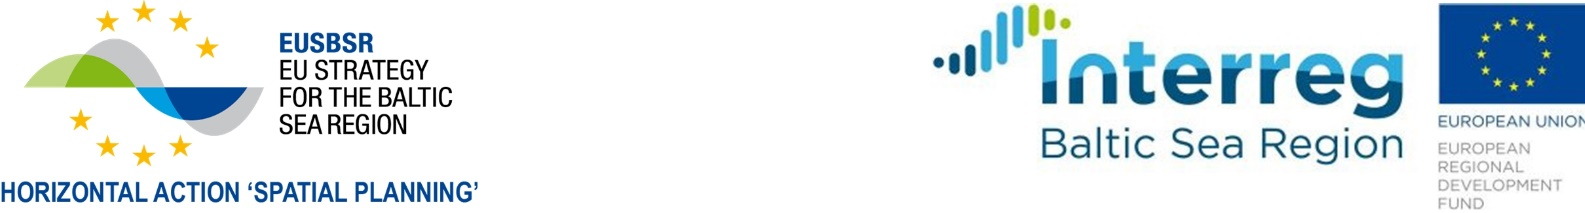 EUSBSR
EU STRATEGY
FOR THE BALTIC
SEA REGION
HORIZONTAL ACTION ‘SPATIAL PLANNING’
Interreg
Baltic Sea Region
EUROPEAN UNION
EUROPEAN
REGIONAL
DEVELOPMENT
FUND